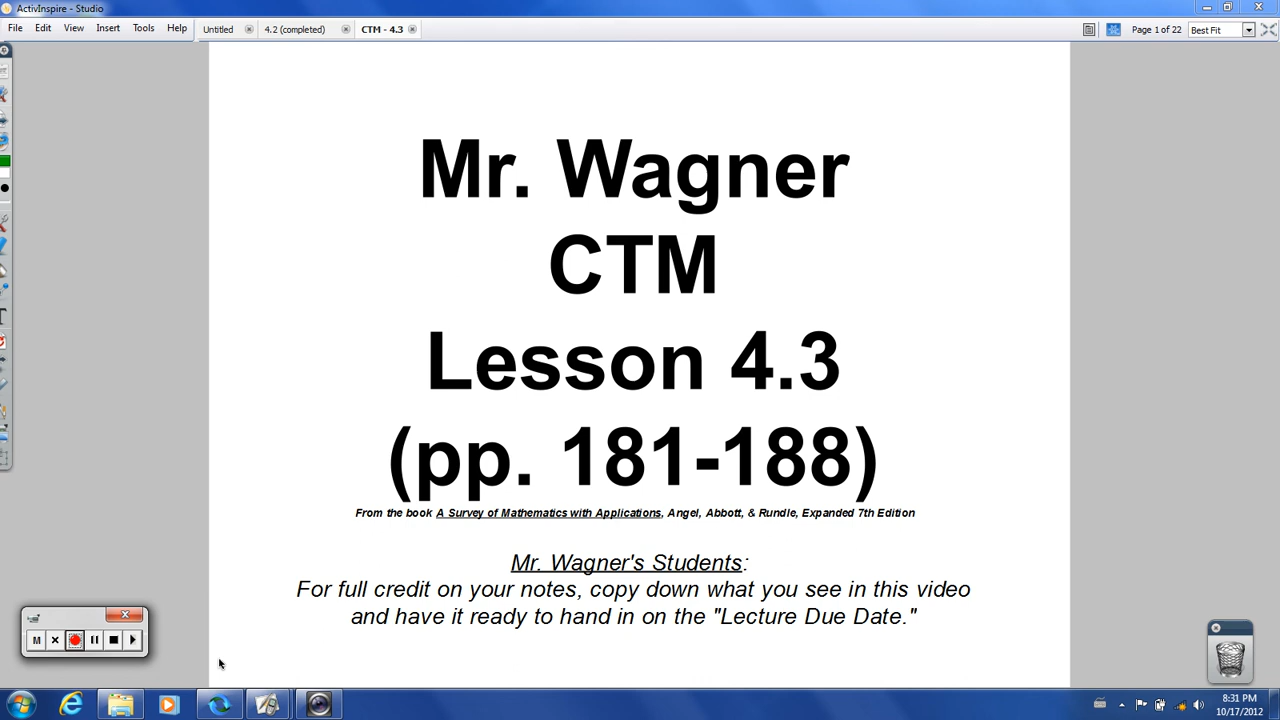 ActivInspire - Studio
File Edit View Insert Tools Help
Untitled 4.2 (completed) CTM - 4.3
Page 1 of 22 Best Fit
Mr. Wagner
CTM
Lesson 4.3
(pp. 181-188)
From the book A Survey of Mathematics with Applications, Angel, Abbott, & Rundle, Expanded 7th Edition
Mr. Wagner's Students:
For full credit on your notes, copy down what you see in this video
and have it ready to hand in on the "Lecture Due Date."
M
8:31 PM
10/17/2012